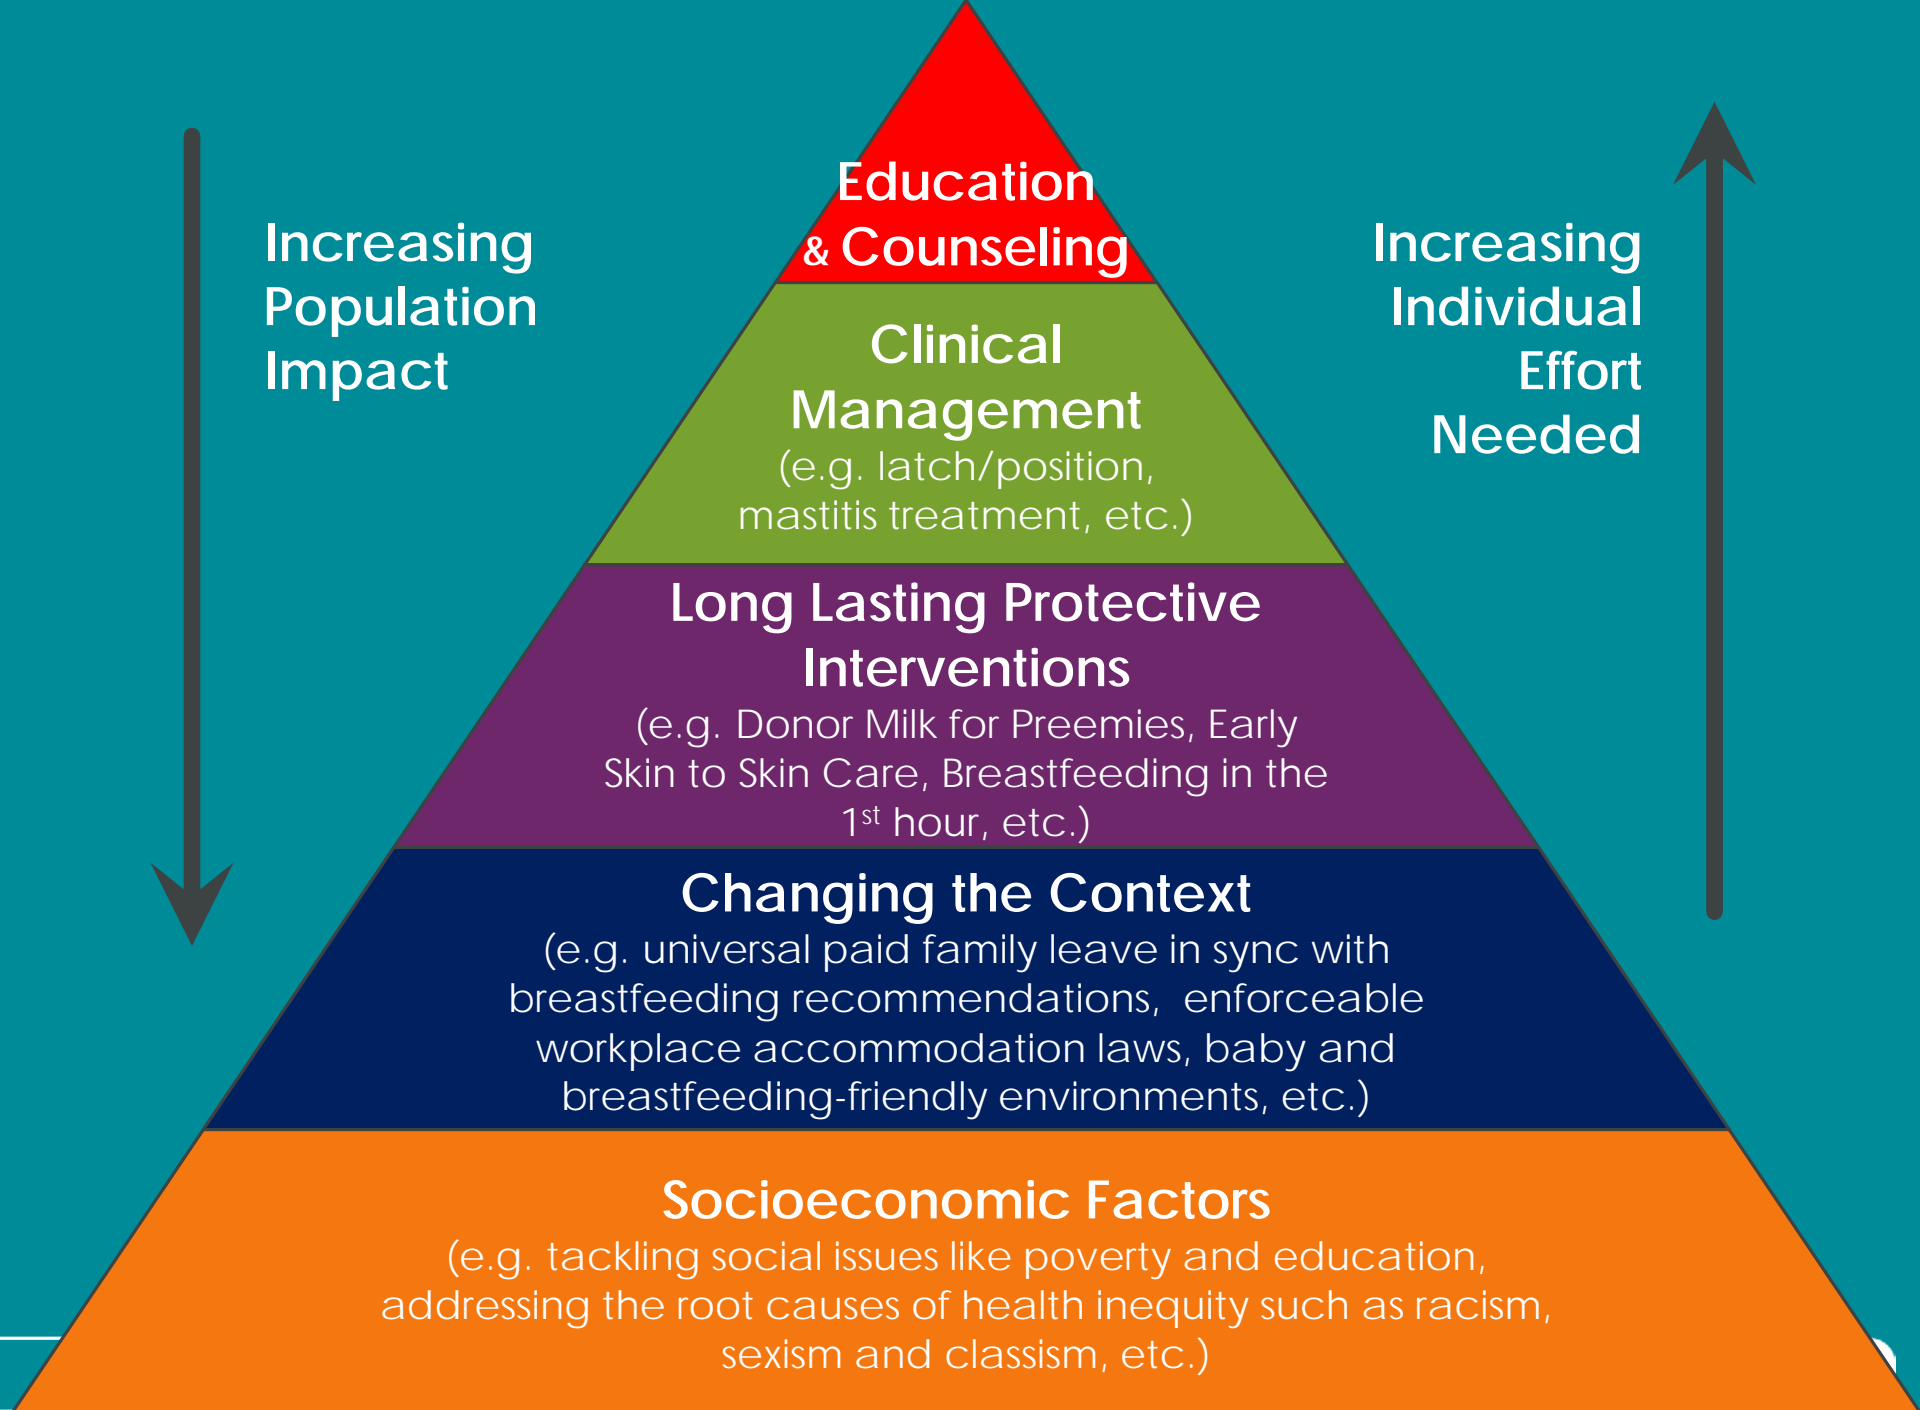 Increasing
Population
Impact
Increasing
Individual
Effort
Needed
Education
& Counseling
Clinical
Management
(e.g. latch/position,
mastitis treatment, etc.)
Long Lasting Protective
Interventions
(e.g. Donor Milk for Preemies, Early
Skin to Skin Care, Breastfeeding in the
1st hour, etc.)
Changing the Context
(e.g. universal paid family leave in sync with
breastfeeding recommendations, enforceable
workplace accommodation laws, baby and
breastfeeding-friendly environments, etc.)
Socioeconomic Factors
(e.g. tackling social issues like poverty and education,
addressing the root causes of health inequity such as racism,
sexism and classism, etc.)